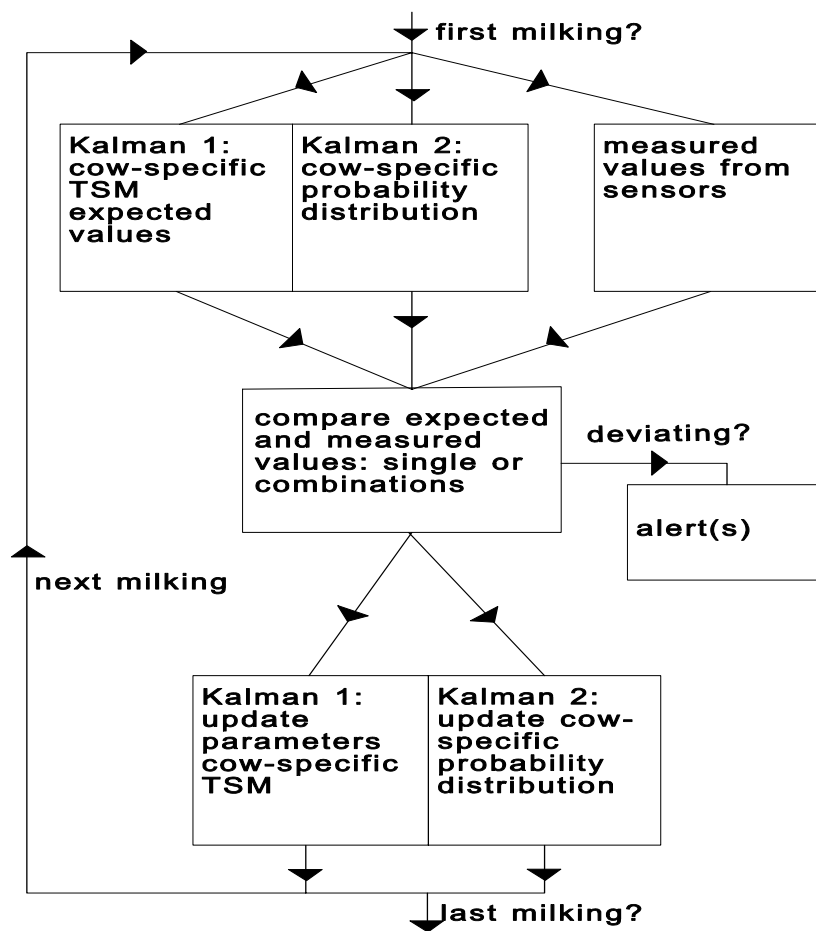 first milking?
Kalman 1:
cow-specific
TSM
expected
values
Kalman 2:
cow-specific
probability
distribution
measured
values from
sensors
compare expected
and measured
values: single or
combinations
deviating?
alert(s)
next milking
Kalman 1:
update
parameters
cow-specific
TSM
Kalman 2:
update cow-
specific
probability
distribution
last milking?